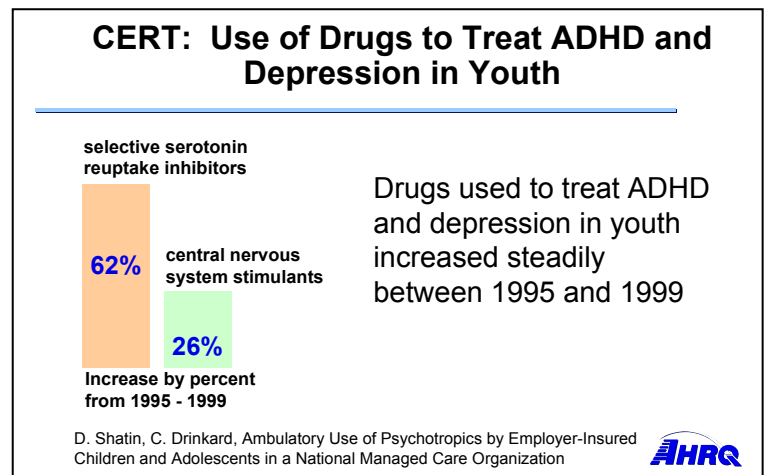 CERT:  Use of Drugs to Treat ADHD and
Depression in Youth
selective serotonin
reuptake inhibitors
62%
central nervous
system stimulants
26%
Increase by percent
from 1995 - 1999
Drugs used to treat ADHD
and depression in youth
increased steadily
between 1995 and 1999
D. Shatin, C. Drinkard, Ambulatory Use of Psychotropics by Employer-Insured
Children and Adolescents in a National Managed Care Organization
AHRQ